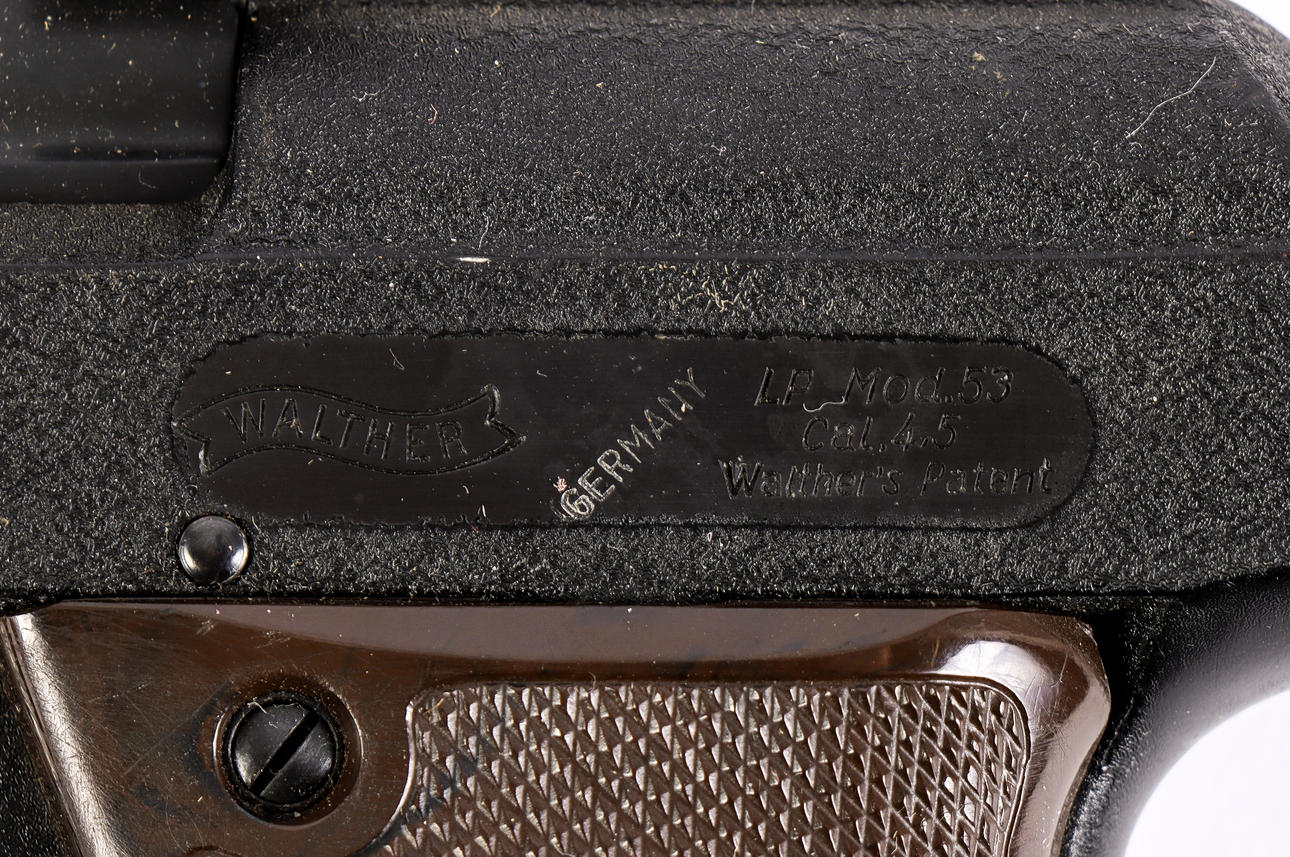 WALTHER
GERMANY
LP. Mod.53
Cal.4,5
Walther's Patent